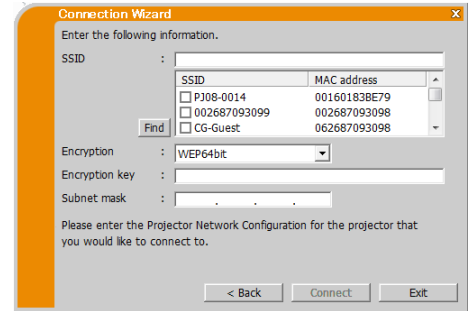 Connection Wizard X
Enter the following information.
SSID :
SSID MAC address
PJ08-0014 00160183BE79
002687093099 002687093098
Find CG-Guest 062687093098
Encryption : WEP64bit
Encryption key :
Subnet mask : . . .
Please enter the Projector Network Configuration for the projector that
you would like to connect to.
< Back Connect Exit